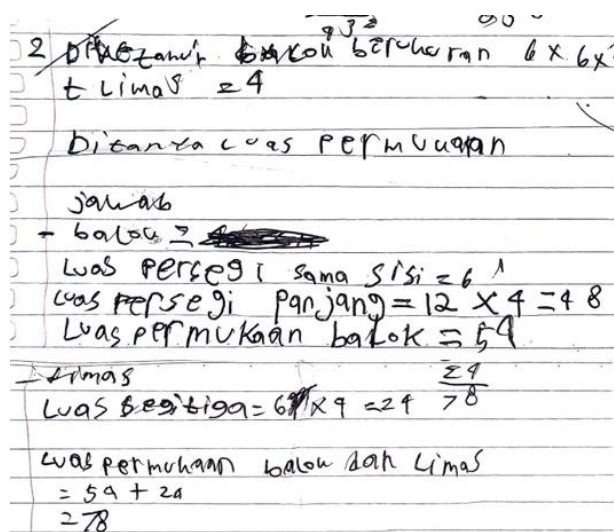 2 Diketahui balok berukuran 6 x 6 x
t Limas = 4
Ditanya Luas PERMUKAAN
jawab
- balok =
Luas persegi sama sisi = 6
Luas persegi panjang = 12 x 4 = 48
Luas permukaan balok = 54
- Limas
Luas segitiga = 6 x 4 = 24
24
78
Luas permukaan balok dan Limas
= 54 + 24
= 78